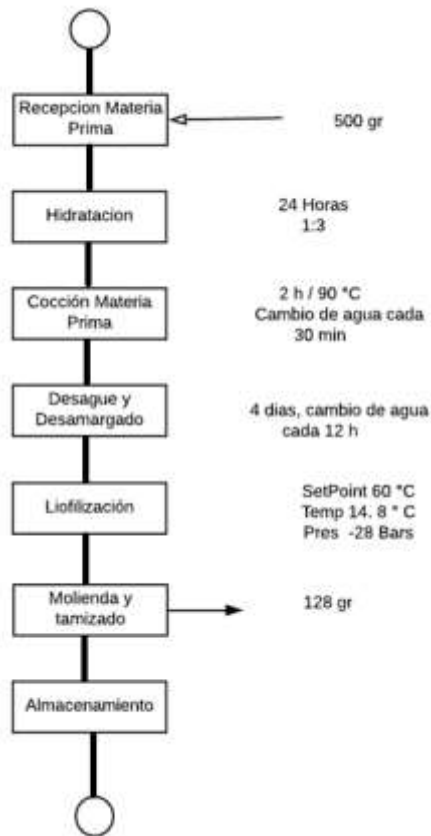 Recepcion Materia
Prima
500 gr
Hidratacion
24 Horas
1:3
Cocción Materia
Prima
2 h / 90 °C
Cambio de agua cada
30 min
Desague y
Desamargado
4 dias, cambio de agua
cada 12 h
Liofilización
SetPoint 60 °C
Temp 14. 8 ° C
Pres -28 Bars
Molienda y
tamizado
128 gr
Almacenamiento